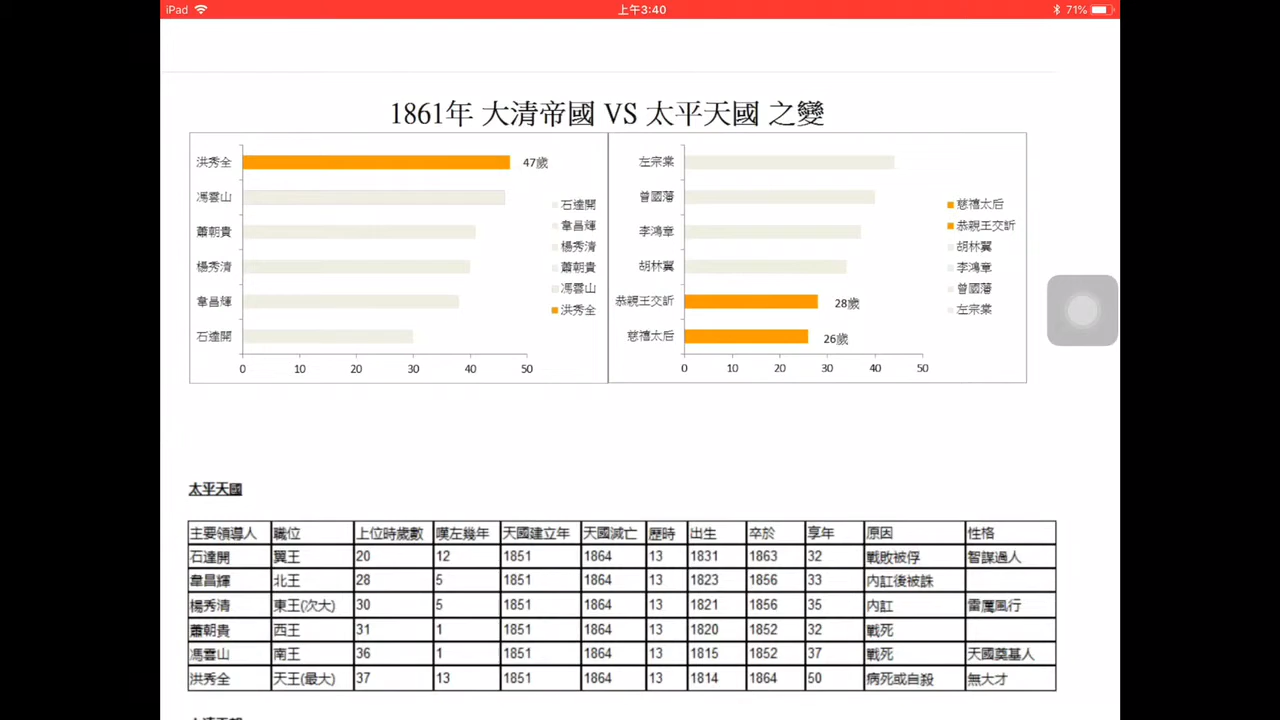 iPad 上午3:40 71%
1861年 大清帝國 VS 太平天國 之變
洪秀全 47歲
馮雲山
蕭朝貴
楊秀清
韋昌輝
石達開
0 10 20 30 40 50
石達開
韋昌輝
楊秀清
蕭朝貴
馮雲山
洪秀全
左宗棠
曾國藩
李鴻章
胡林翼
恭親王交訢 28歲
慈禧太后 26歲
0 10 20 30 40 50
慈禧太后
恭親王交訢
胡林翼
李鴻章
曾國藩
左宗棠
太平天國
主要領導人 職位 上位時歲數 嘆左幾年 天國建立年 天國滅亡 歷時 出生 卒於 享年 原因 性格
石達開 翼王 20 12 1851 1864 13 1831 1863 32 戰敗被俘 智謀過人
韋昌輝 北王 28 5 1851 1864 13 1823 1856 33 內訌後被誅
楊秀清 東王(次大) 30 5 1851 1864 13 1821 1856 35 內訌 雷厲風行
蕭朝貴 西王 31 1 1851 1864 13 1820 1852 32 戰死
馮雲山 南王 36 1 1851 1864 13 1815 1852 37 戰死 天國奠基人
洪秀全 天王(最大) 37 13 1851 1864 13 1814 1864 50 病死或自殺 無大才